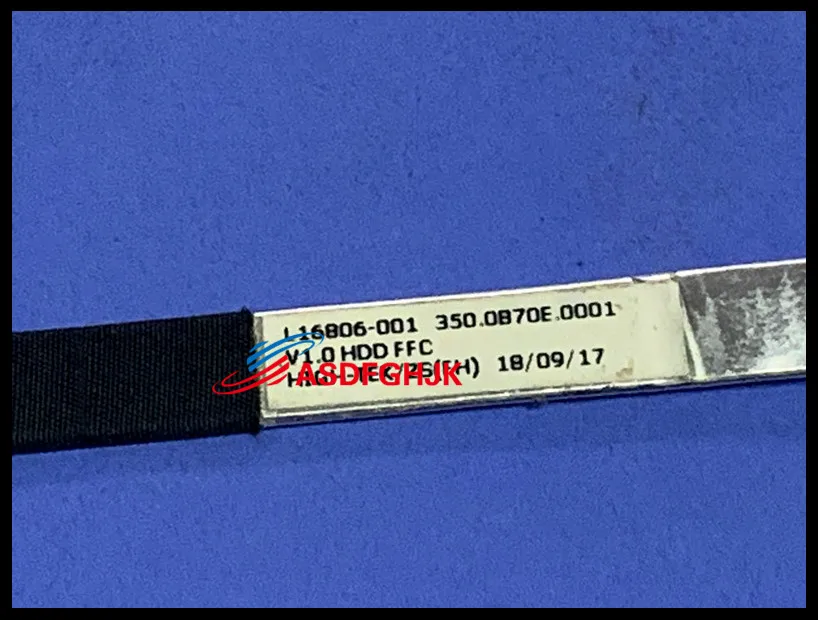 L16806-001 350.0B70E.0001
V1.0 HDD FFC
18/09/17
ASDFGHJK